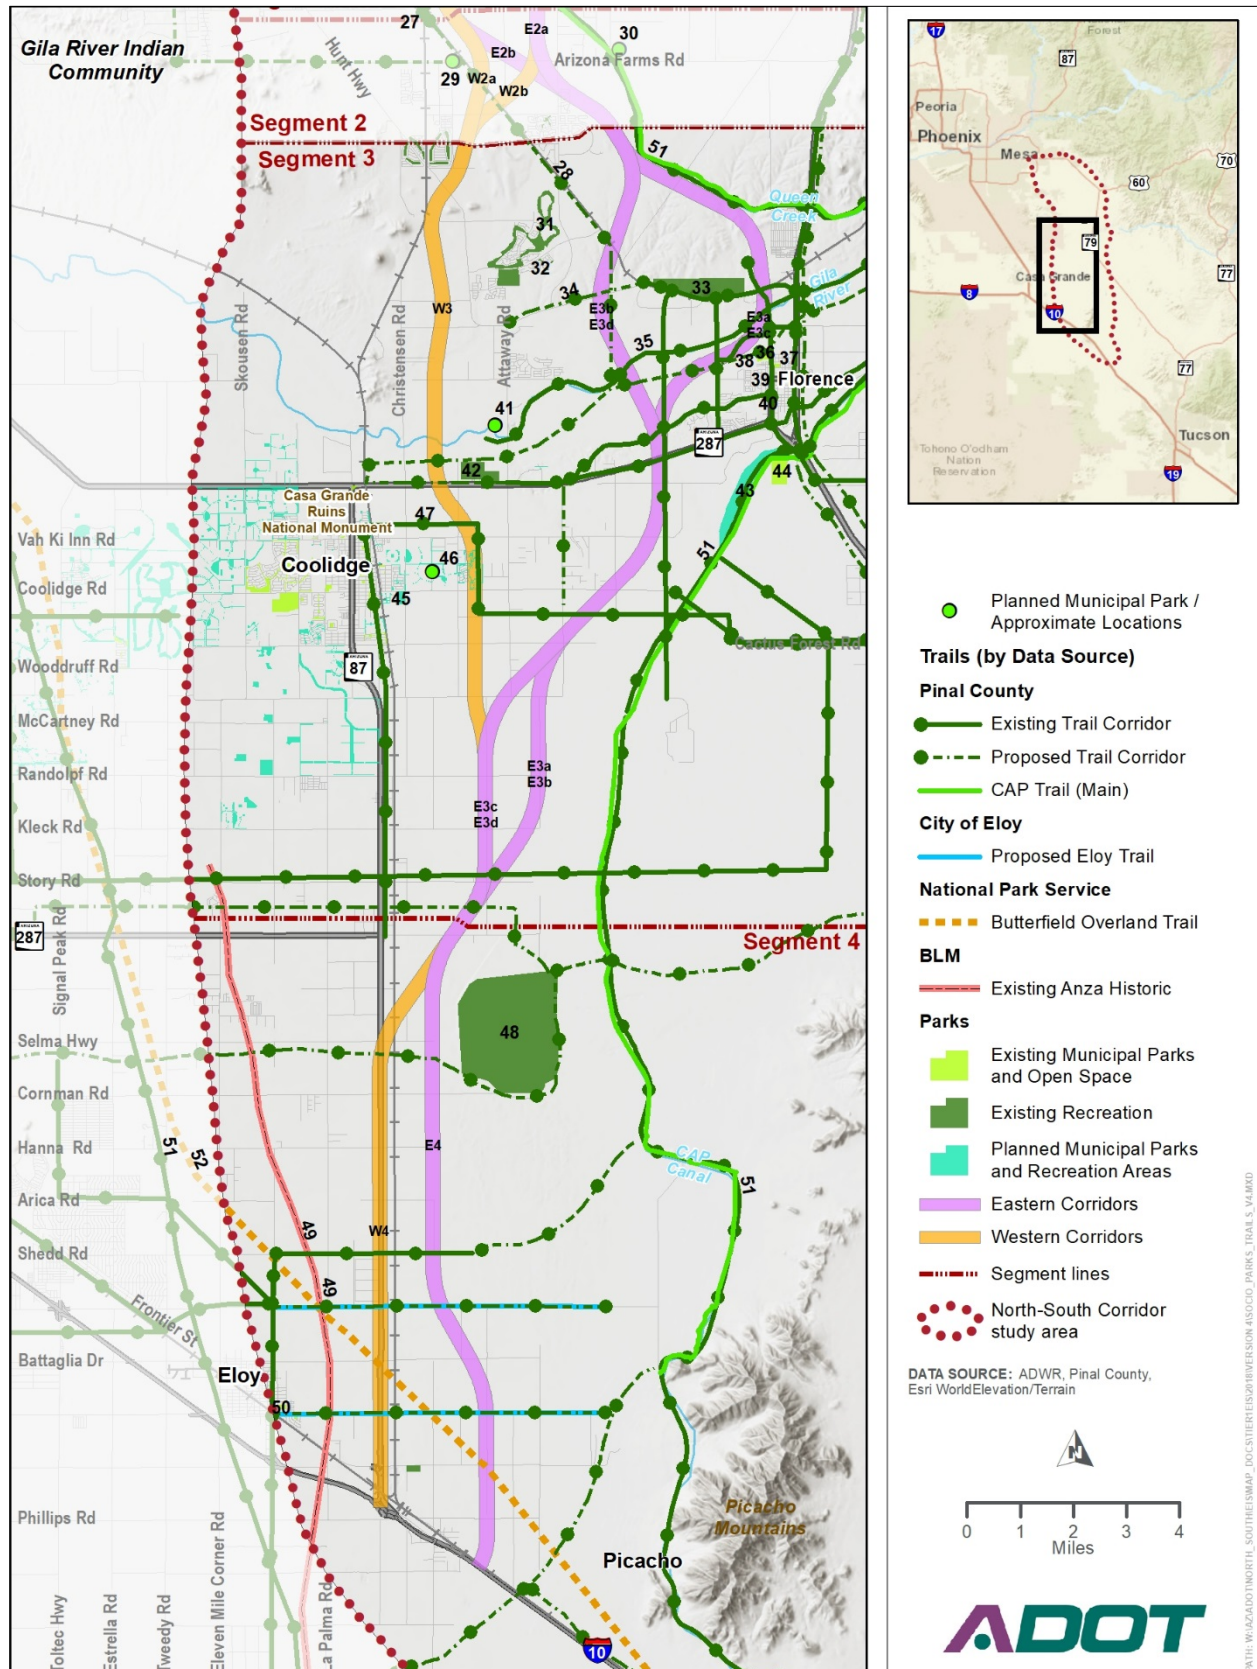 Gila River Indian
Community
27
Hunt Hwy
29
E2a
E2b
W2a
W2b
30
Arizona Farms Rd
Segment 2
Segment 3
51
28
Queen
Creek
31
32
33
34
Gila
River
Skousen Rd
Christensen Rd
W3
Attaway Rd
E3b
E3d
E3a
E3c
35
36
37
38
39
Florence
40
41
ARIZONA
287
42
43
44
Casa Grande
Ruins
National Monument
47
51
Vah Ki Inn Rd
Coolidge
46
Coolidge Rd
45
Cactus Forest Rd
Wooddruff Rd
ARIZONA
87
McCartney Rd
Randolpf Rd
E3a
E3b
E3c
E3d
Kleck Rd
Story Rd
Signal Peak Rd
ARIZONA
287
Segment 4
48
Selma Hwy
Cornman Rd
Hanna Rd
51
52
E4
CAP
Canal
51
Arica Rd
49
W4
Shedd Rd
49
Frontier St
Battaglia Dr
Eloy
50
Picacho
Mountains
Phillips Rd
Picacho
Toltec Hwy
Estrella Rd
Tweedy Rd
Eleven Mile Corner Rd
La Palma Rd
10
17
Forest
87
Peoria
Phoenix
Mesa
60
70
79
77
Casa Grande
8
10
77
Tucson
Tohono O'odham
Nation
Reservation
19
Planned Municipal Park /
Approximate Locations
Trails (by Data Source)
Pinal County
Existing Trail Corridor
Proposed Trail Corridor
CAP Trail (Main)
City of Eloy
Proposed Eloy Trail
National Park Service
Butterfield Overland Trail
BLM
Existing Anza Historic
Parks
Existing Municipal Parks
and Open Space
Existing Recreation
Planned Municipal Parks
and Recreation Areas
Eastern Corridors
Western Corridors
Segment lines
North-South Corridor
study area
DATA SOURCE: ADWR, Pinal County,
Esri WorldElevation/Terrain
N
0 1 2 3 4
Miles
ADOT